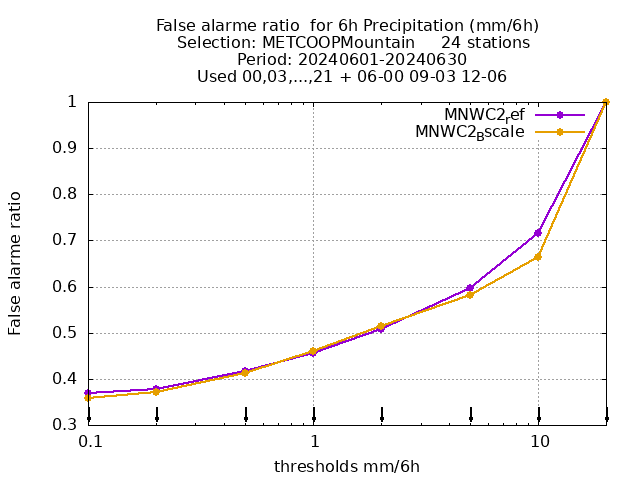 False alarme ratio  for 6h Precipitation (mm/6h)
Selection: METCOOPMountain     24 stations
Period: 20240601-20240630
Used 00,03,...,21 + 06-00 09-03 12-06
MNWC2ref
MNWC2Bscale
1
0.9
0.8
0.7
0.6
0.5
0.4
0.3
False alarme ratio
0.1 1 10
thresholds mm/6h